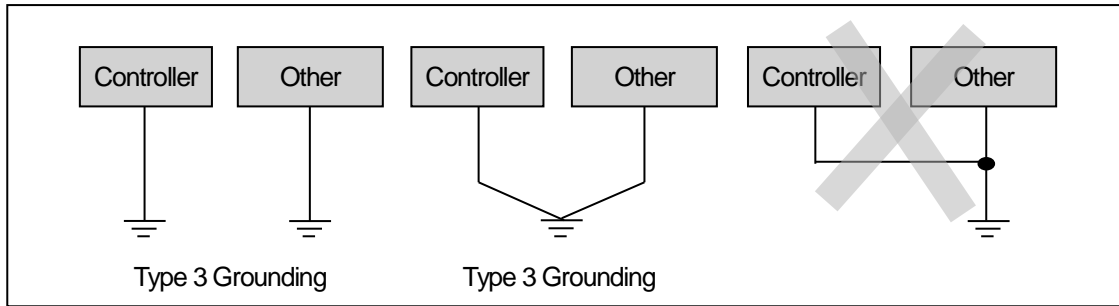 Controller Other Controller Other Controller Other
Type 3 Grounding Type 3 Grounding